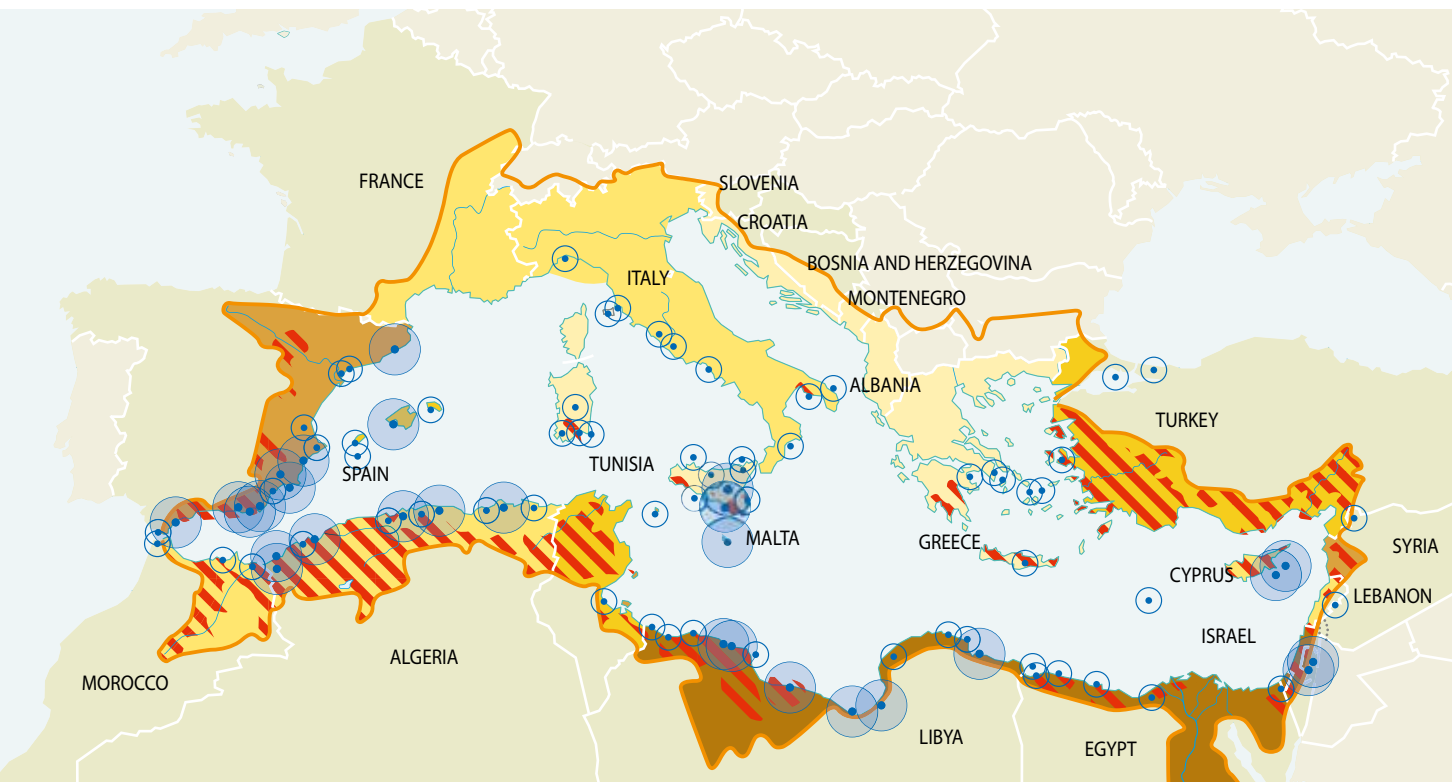 FRANCE
SLOVENIA
CROATIA
BOSNIA AND HERZEGOVINA
ITALY
MONTENEGRO
ALBANIA
TURKEY
TUNISIA
SPAIN
MALTA
GREECE
SYRIA
CYPRUS
LEBANON
ISRAEL
ALGERIA
MOROCCO
LIBYA
EGYPT